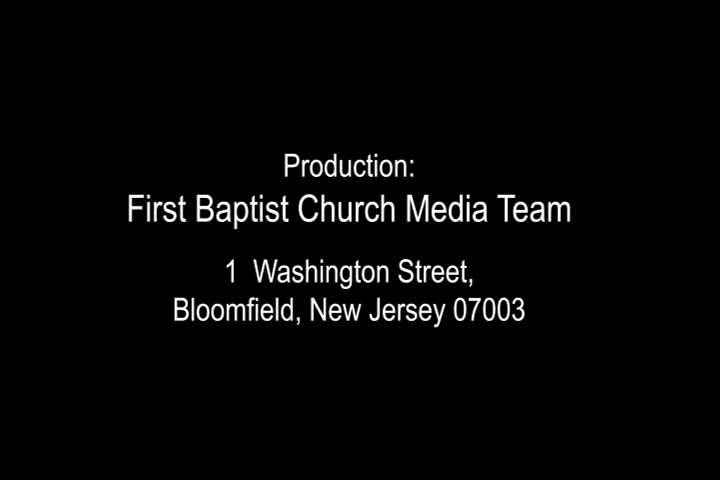 Production:
First Baptist Church Media Team
1  Washington Street,
Bloomfield, New Jersey 07003